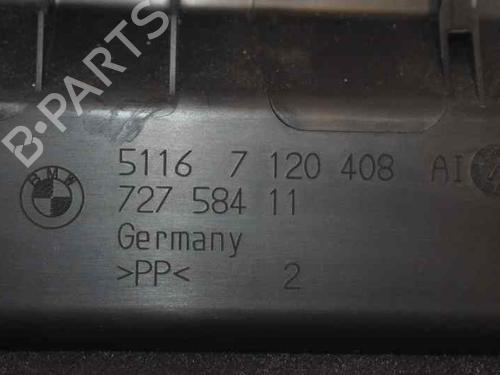 B-PARTS
BMW
5116 7 120 408 AI
727 584 11
Germany
>PP<
2